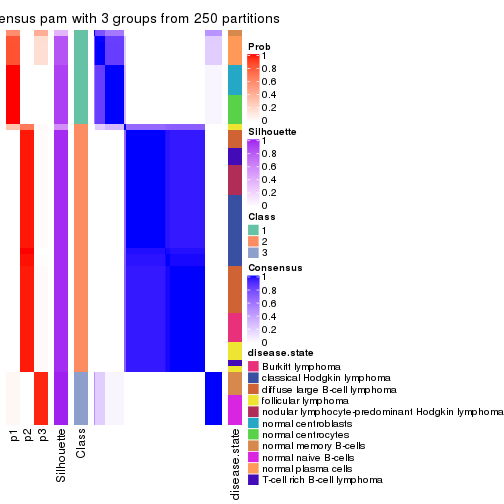 ensus pam with 3 groups from 250 partitions
Prob
1
0.8
0.6
0.4
0.2
0
Silhouette
1
0.8
0.6
0.4
0.2
0
Class
1
2
3
Consensus
1
0.8
0.6
0.4
0.2
0
disease.state
Burkitt lymphoma
classical Hodgkin lymphoma
diffuse large B-cell lymphoma
follicular lymphoma
nodular lymphocyte-predominant Hodgkin lymphoma
normal centroblasts
normal centrocytes
normal memory B-cells
normal naive B-cells
normal plasma cells
T-cell rich B-cell lymphoma
p1
p2
p3
Silhouette
Class
disease.state